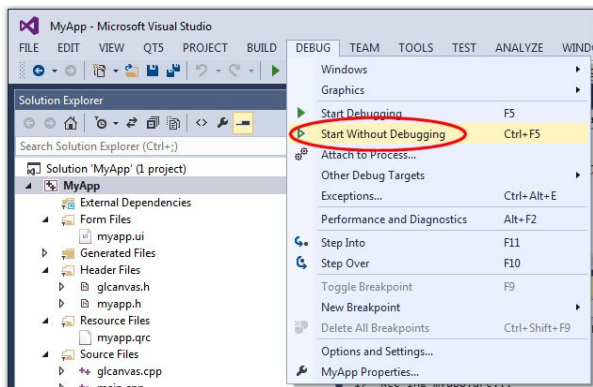 MyApp - Microsoft Visual Studio
FILE EDIT VIEW QT5 PROJECT BUILD DEBUG TEAM TOOLS TEST ANALYZE
Solution Explorer
Search Solution Explorer (Ctrl+;)
Solution 'MyApp' (1 project)
MyApp
External Dependencies
Form Files
myapp.ui
Generated Files
Header Files
glcanvas.h
myapp.h
Resource Files
myapp.qrc
Source Files
glcanvas.cpp
Windows
Graphics
Start Debugging F5
Start Without Debugging Ctrl+F5
Attach to Process...
Other Debug Targets
Exceptions... Ctrl+Alt+E
Performance and Diagnostics Alt+F2
Step Into F11
Step Over F10
Toggle Breakpoint F9
New Breakpoint
Delete All Breakpoints Ctrl+Shift+F9
Options and Settings...
MyApp Properties...